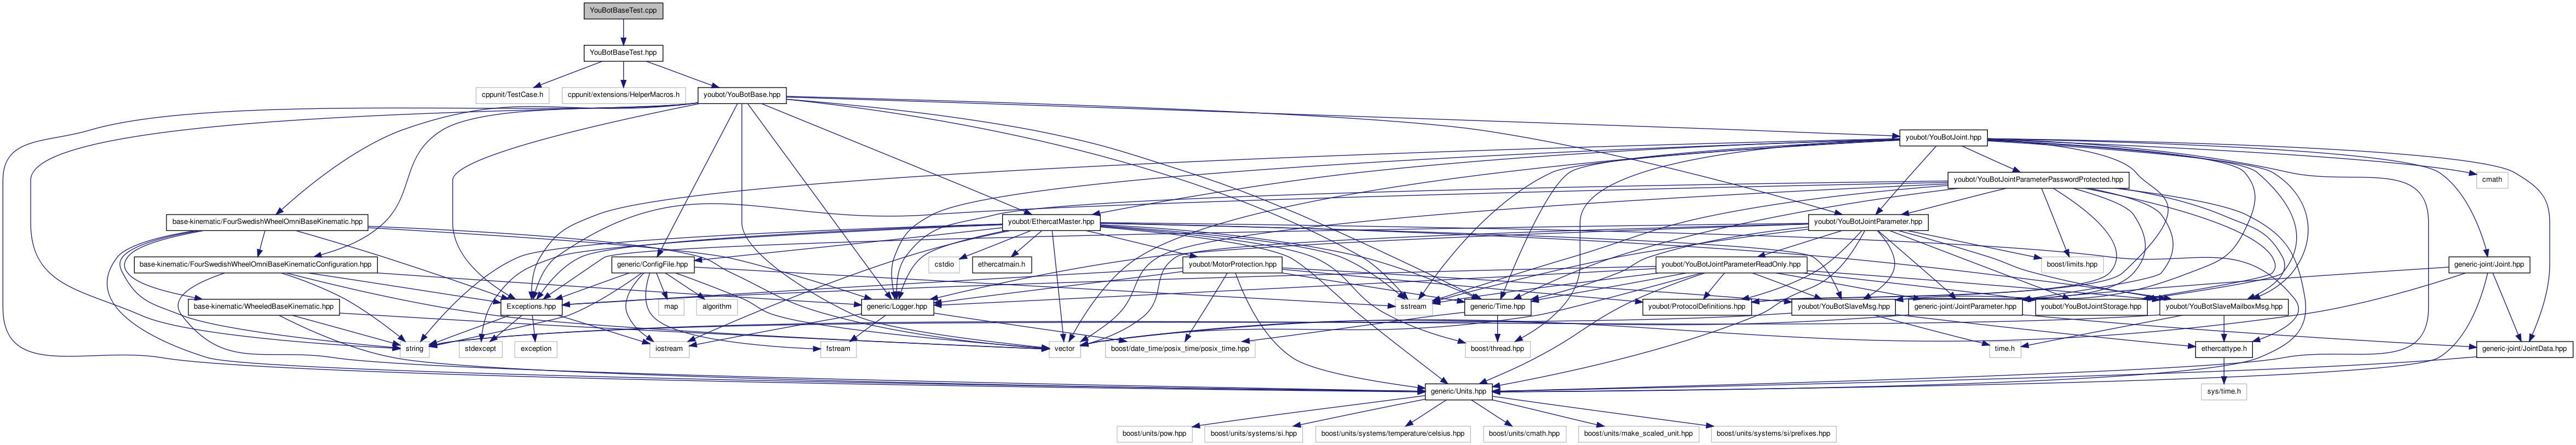 YouBotBaseTest.cpp
YouBotBaseTest.hpp
cppunit/TestCase.h
cppunit/extensions/HelperMacros.h
youbot/YouBotBase.hpp
youbot/YouBotJoint.hpp
youbot/YouBotJointParameterPasswordProtected.hpp
cmath
base-kinematic/FourSwedishWheelOmniBaseKinematic.hpp
youbot/EthercatMaster.hpp
youbot/YouBotJointParameter.hpp
base-kinematic/FourSwedishWheelOmniBaseKinematicConfiguration.hpp
generic/ConfigFile.hpp
cstdio
ethercatmain.h
youbot/MotorProtection.hpp
youbot/YouBotJointParameterReadOnly.hpp
boost/limits.hpp
generic-joint/Joint.hpp
base-kinematic/WheeledBaseKinematic.hpp
Exceptions.hpp
map
algorithm
generic/Logger.hpp
sstream
generic/Time.hpp
youbot/ProtocolDefinitions.hpp
youbot/YouBotSlaveMsg.hpp
generic-joint/JointParameter.hpp
youbot/YouBotJointStorage.hpp
youbot/YouBotSlaveMailboxMsg.hpp
string
stdexcept
exception
iostream
fstream
vector
boost/date_time/posix_time/posix_time.hpp
boost/thread.hpp
time.h
ethercattype.h
generic-joint/JointData.hpp
generic/Units.hpp
sys/time.h
boost/units/pow.hpp
boost/units/systems/si.hpp
boost/units/systems/temperature/celsius.hpp
boost/units/cmath.hpp
boost/units/make_scaled_unit.hpp
boost/units/systems/si/prefixes.hpp